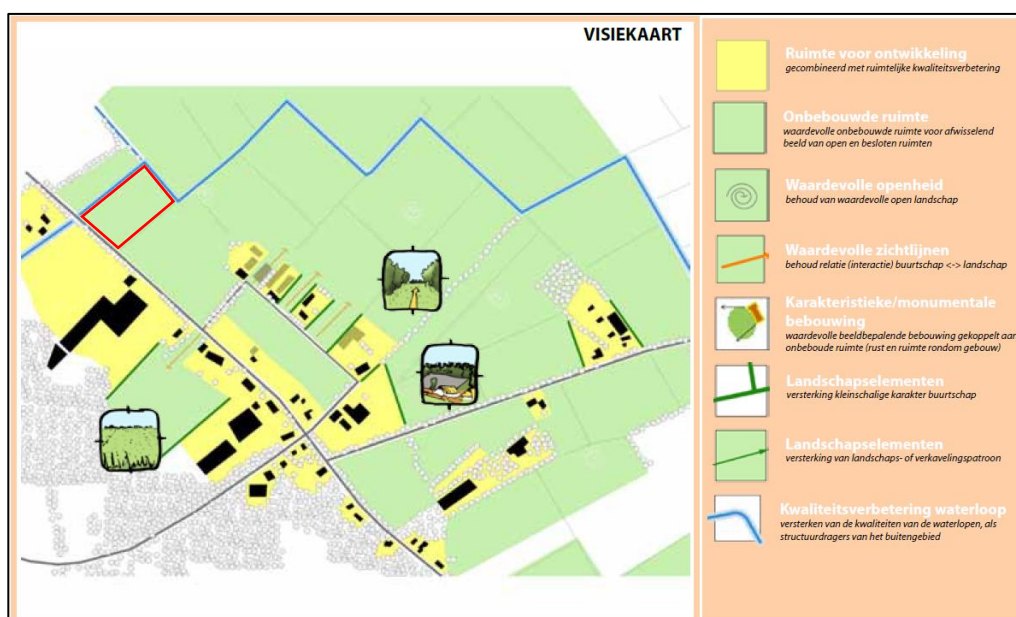 VISIEKAART
Ruimte voor ontwikkeling
gecombineerd met ruimtelijke kwaliteitsverbetering
Onbebouwde ruimte
waardevolle onbebouwde ruimte voor afwisselend
beeld van open en besloten ruimten
Waardevolle openheid
behoud van waardevolle open landschap
Waardevolle zichtlijnen
behoud relatie (interactie) buurtschap <-> landschap
Karakteristieke/monumentale
bebouwing
waardevolle beeldbepalende bebouwing gekoppelt aan
onbeboude ruimte (rust en ruimte rondom gebouw)
Landschapselementen
versterking kleinschalige karakter buurtschap
Landschapselementen
versterking van landschaps- of verkavelingspatroon
Kwaliteitsverbetering waterloop
versterken van de kwaliteiten van de waterlopen, als
structuurdragers van het buitengebied